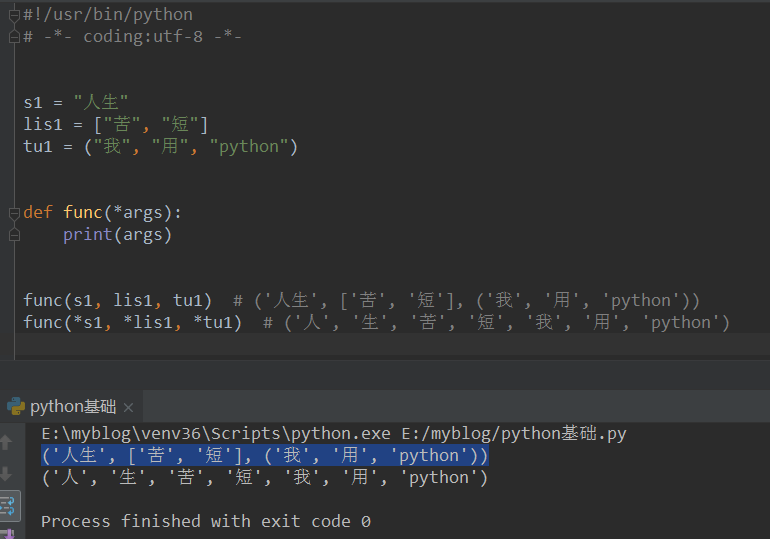 #!/usr/bin/python
# -*- coding:utf-8 -*-
s1 = "人生"
lis1 = ["苦", "短"]
tu1 = ("我", "用", "python")
def func(*args):
    print(args)
func(s1, lis1, tu1)  # ('人生', ['苦', '短'], ('我', '用', 'python'))
func(*s1, *lis1, *tu1)  # ('人', '生', '苦', '短', '我', '用', 'python')
python基础 ×
E:\myblog\venv36\Scripts\python.exe E:/myblog/python基础.py
('人生', ['苦', '短'], ('我', '用', 'python'))
('人', '生', '苦', '短', '我', '用', 'python')
Process finished with exit code 0